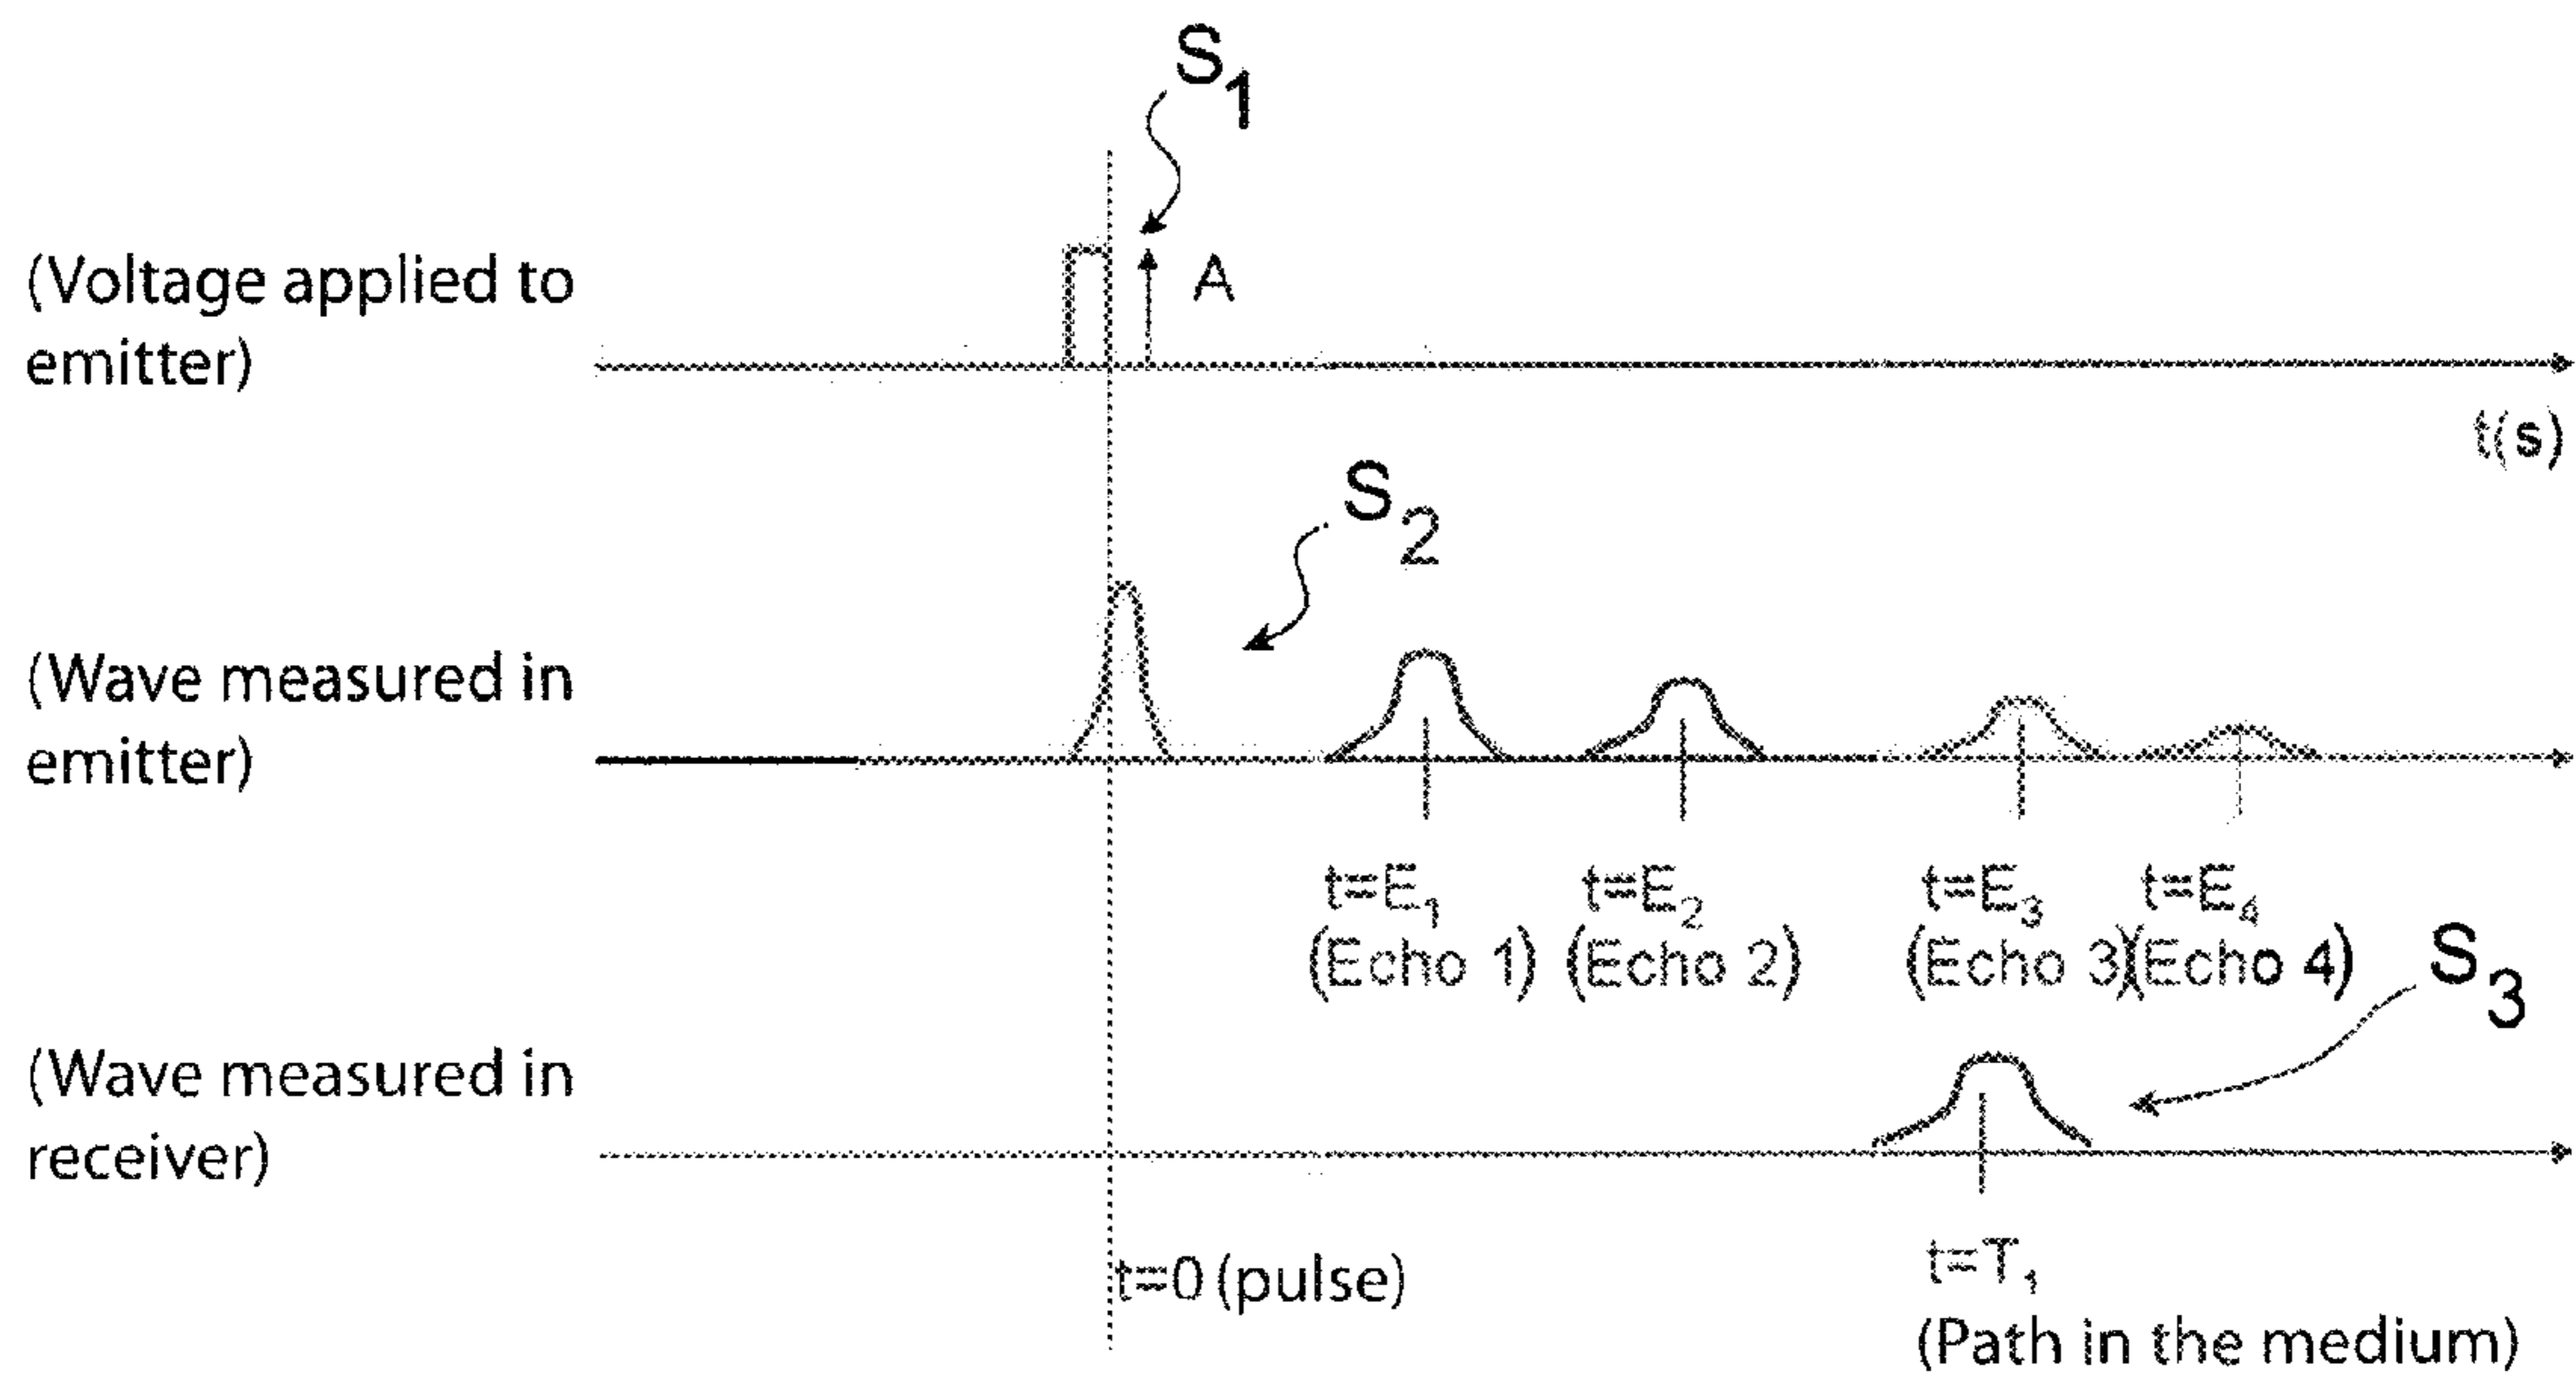 S1
(Voltage applied to
emitter)
A
t(s)
S2
(Wave measured in
emitter)
t=E1 t=E2 t=E3 t=E4
(Echo 1) (Echo 2) (Echo 3)(Echo 4)
S3
(Wave measured in
receiver)
t=0 (pulse)
t=T1
(Path in the medium)